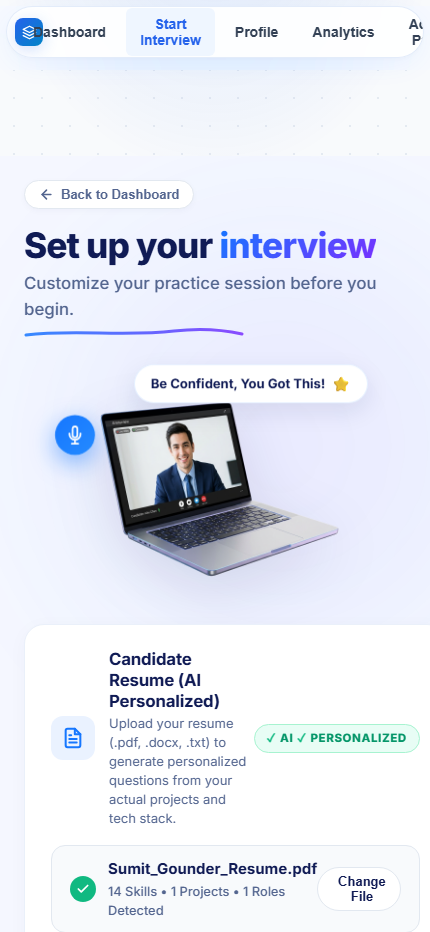 Dashboard
Start
Interview
Profile
Analytics
Set up your interview
Back to Dashboard
Customize your practice session before you
begin.
Be Confident, You Got This!
Candidate
Resume (AI
Personalized)
Upload your resume
(.pdf, .docx, .txt) to
generate personalized
questions from your
actual projects and
tech stack.
✓ AI ✓ PERSONALIZED
Sumit_Gounder_Resume.pdf
14 Skills • 1 Projects • 1 Roles
Detected
Change
File